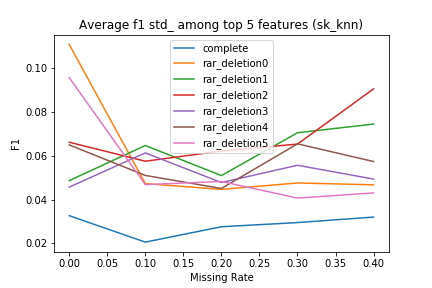 Average f1 std_ among top 5 features (sk_knn)
complete
rar_deletion0
rar_deletion1
rar_deletion2
rar_deletion3
rar_deletion4
rar_deletion5
F1
0.10
0.08
0.06
0.04
0.02
0.00 0.05 0.10 0.15 0.20 0.25 0.30 0.35 0.40
Missing Rate